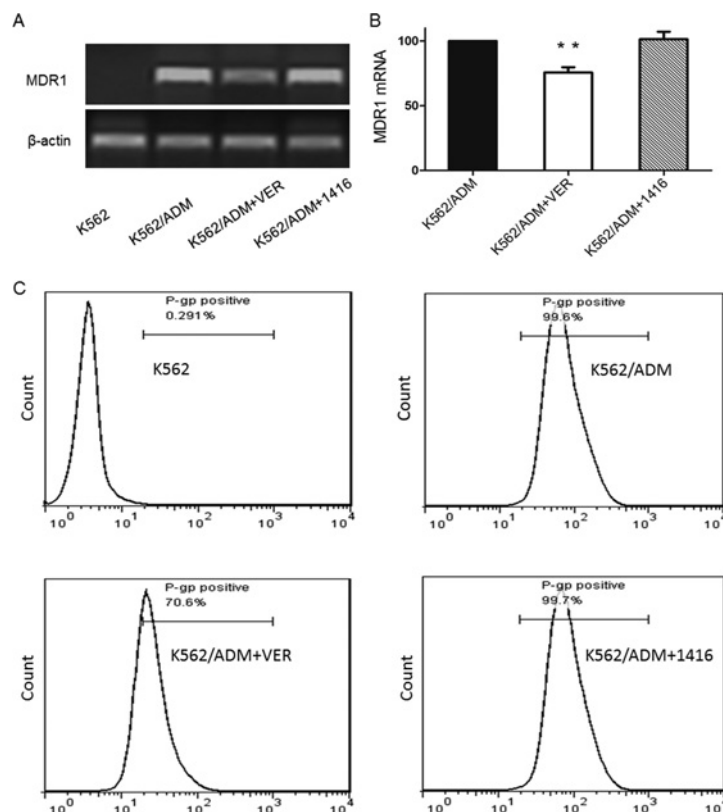 A
MDR1
β-actin
K562
K562/ADM
K562/ADM+VER
K562/ADM+1416
B
MDR1 mRNA
100
50
0
* *
K562/ADM
K562/ADM+VER
K562/ADM+1416
C
Count
P-gp positive
0.291%
K562
10⁰ 10¹ 10² 10³ 10⁴
Count
P-gp positive
99.6%
K562/ADM
10⁰ 10¹ 10² 10³ 10⁴
Count
P-gp positive
70.6%
K562/ADM+VER
10⁰ 10¹ 10² 10³ 10⁴
Count
P-gp positive
99.7%
K562/ADM+1416
10⁰ 10¹ 10² 10³ 10⁴